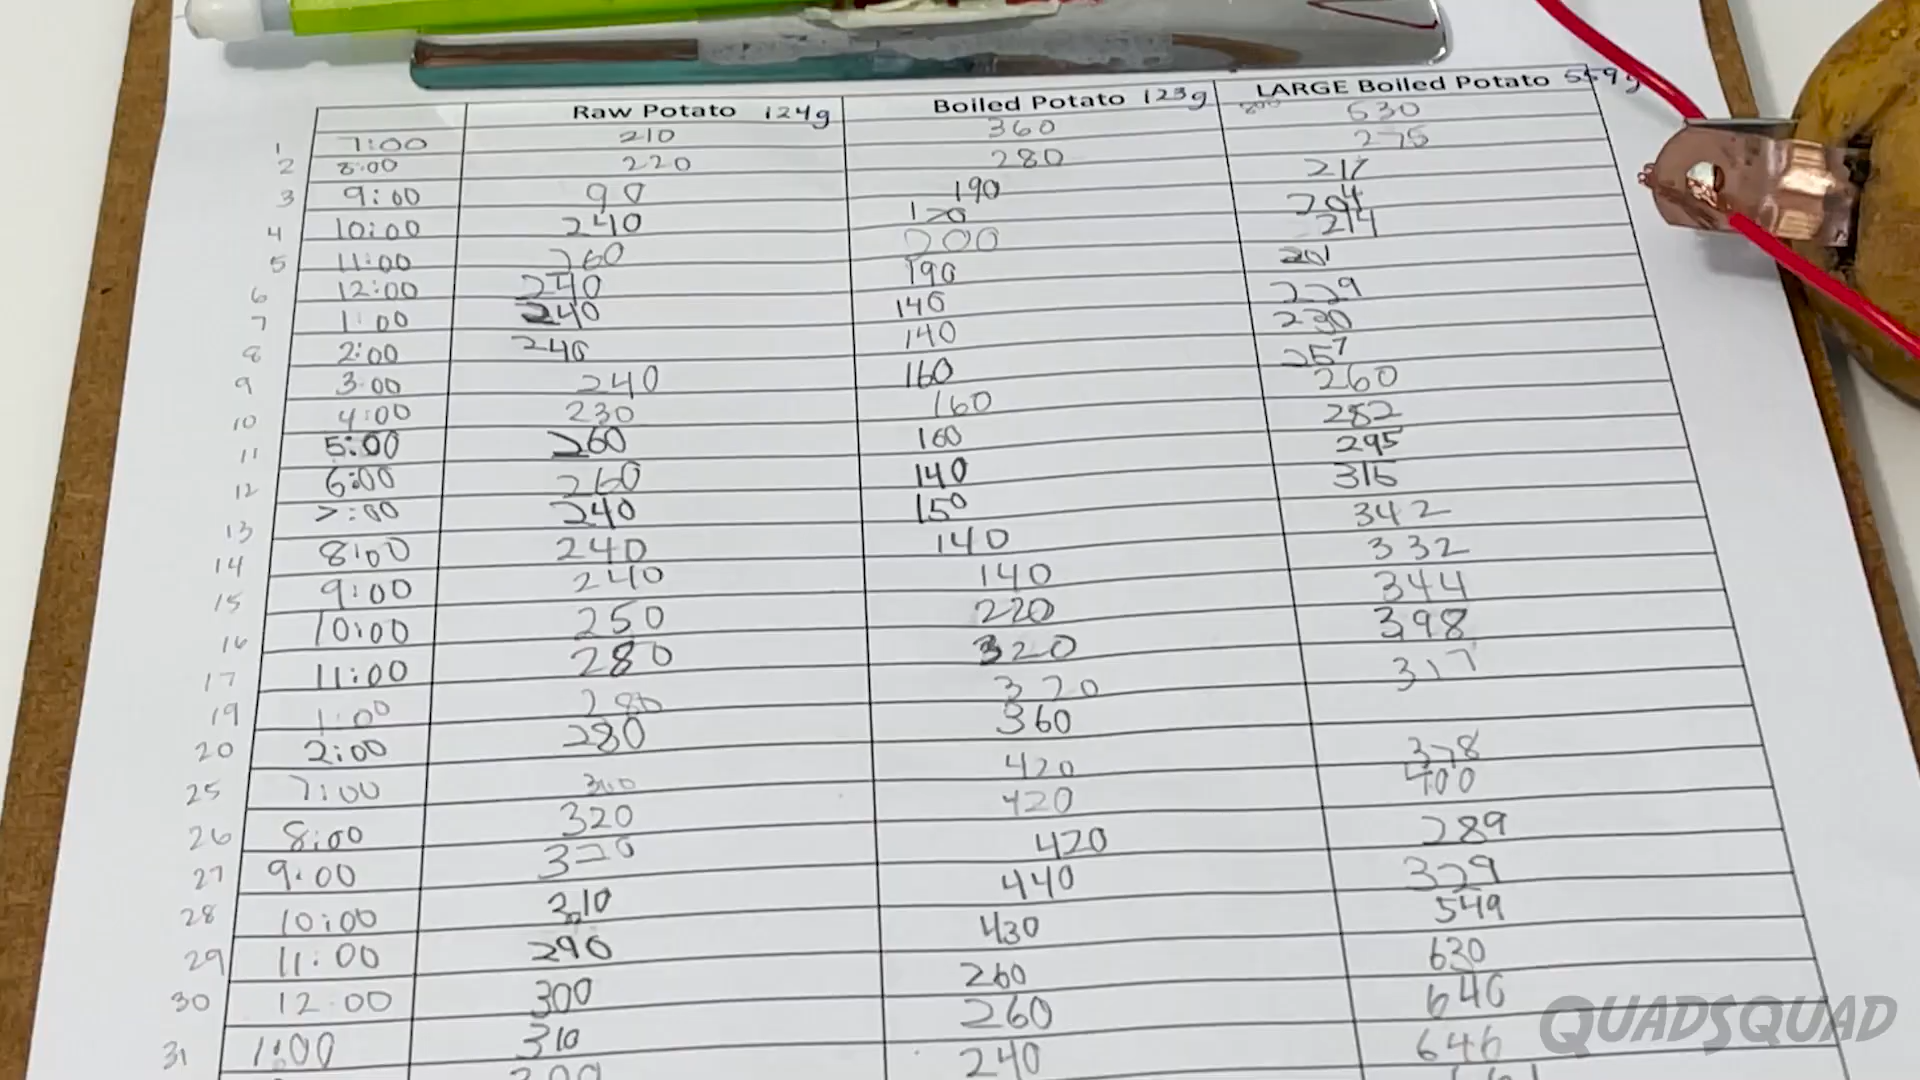 Raw Potato 124g Boiled Potato 123g LARGE Boiled Potato 559g
1 7:00 210 360 800 530
2 8:00 220 280 275
3 9:00 90 190 217
4 10:00 240 120 204
5 11:00 260 200 214
6 12:00 240 190 201
7 1:00 240 140 229
8 2:00 240 140 230
9 3:00 240 160 257
10 4:00 230 160 260
11 5:00 260 160 282
12 6:00 260 140 295
13 7:00 240 150 315
14 8:00 240 140 342
15 9:00 240 140 332
16 10:00 250 220 344
17 11:00 280 320 398
19 1:00 280 320 317
20 2:00 280 360
25 7:00 300 420 378
26 8:00 320 420 400
27 9:00 320 420 289
28 10:00 310 440 329
29 11:00 290 430 549
30 12:00 300 260 630
31 1:00 310 260 640
240 646
QUADSQUAD